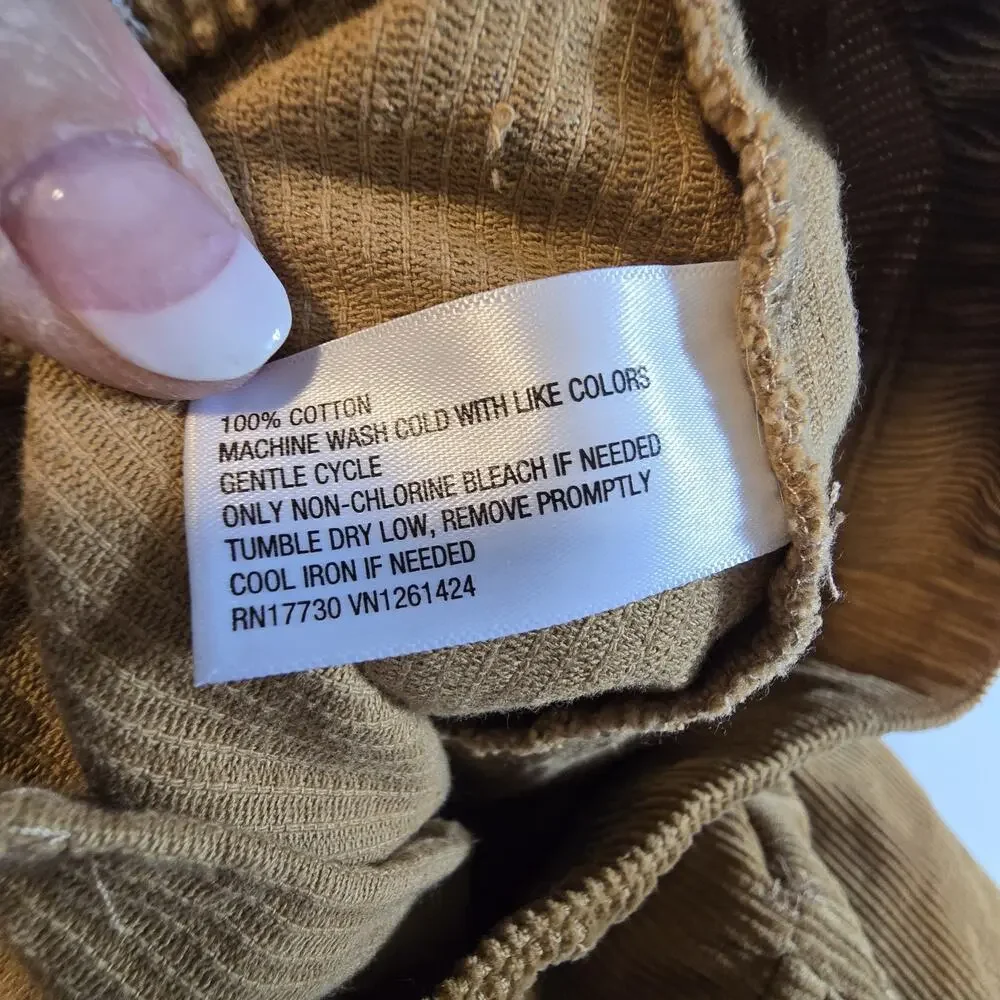 100% COTTON
MACHINE WASH COLD WITH LIKE COLORS
GENTLE CYCLE
ONLY NON-CHLORINE BLEACH IF NEEDED
TUMBLE DRY LOW, REMOVE PROMPTLY
COOL IRON IF NEEDED
RN17730 VN1261424